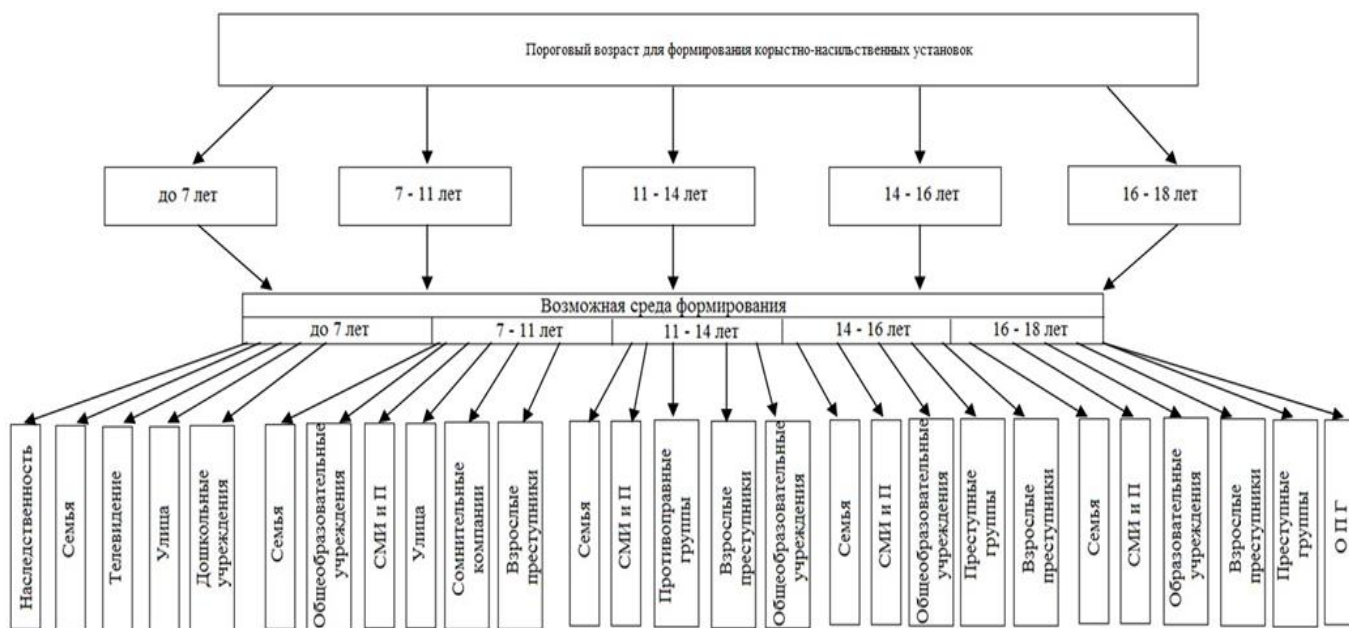 Пороговый возраст для формирования корыстно-насильственных установок
до 7 лет
7 - 11 лет
11 - 14 лет
14 - 16 лет
16 - 18 лет
Возможная среда формирования
до 7 лет
7 - 11 лет
11 - 14 лет
14 - 16 лет
16 - 18 лет
Наследственность
Семья
Телевидение
Улица
Дошкольные
учреждения
Семья
Общеобразовательные
учреждения
СМИ и П
Улица
Сомнительные
компании
Взрослые
преступники
Семья
СМИ и П
Противоправные
группы
Взрослые
преступники
Общеобразовательные
учреждения
Семья
СМИ и П
Общеобразовательные
учреждения
Преступные
группы
Взрослые
преступники
Семья
СМИ и П
Образовательные
учреждения
Взрослые
преступники
Преступные
группы
О П Г